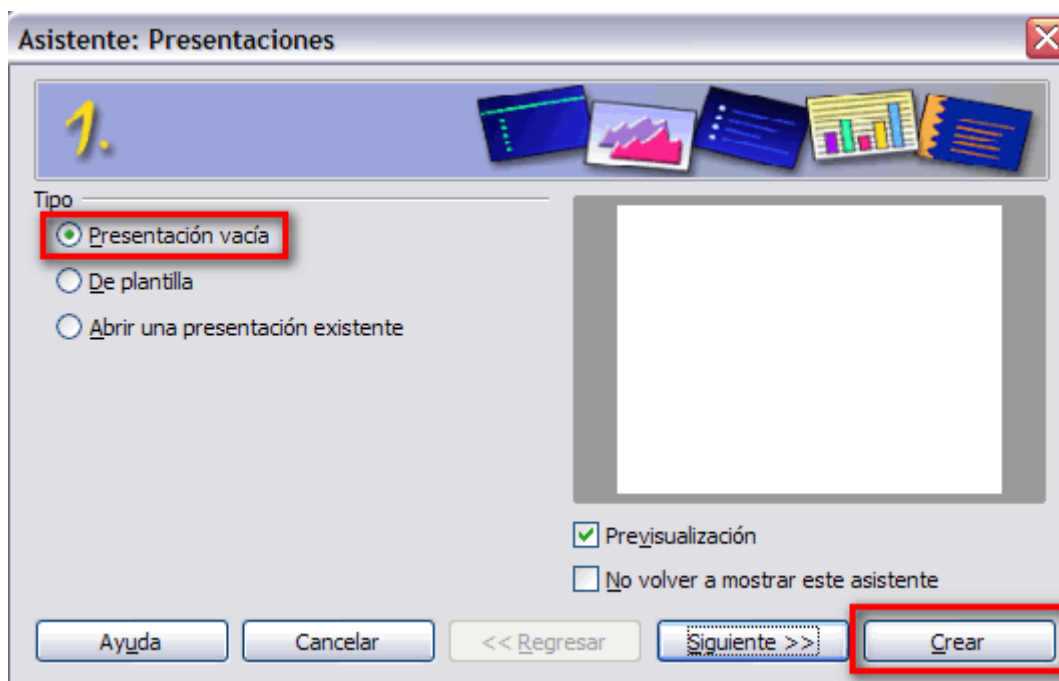 Asistente: Presentaciones
1.
Tipo
Presentación vacía
De plantilla
Abrir una presentación existente
Previsualización
No volver a mostrar este asistente
Ayuda Cancelar << Regresar Siguiente >> Crear